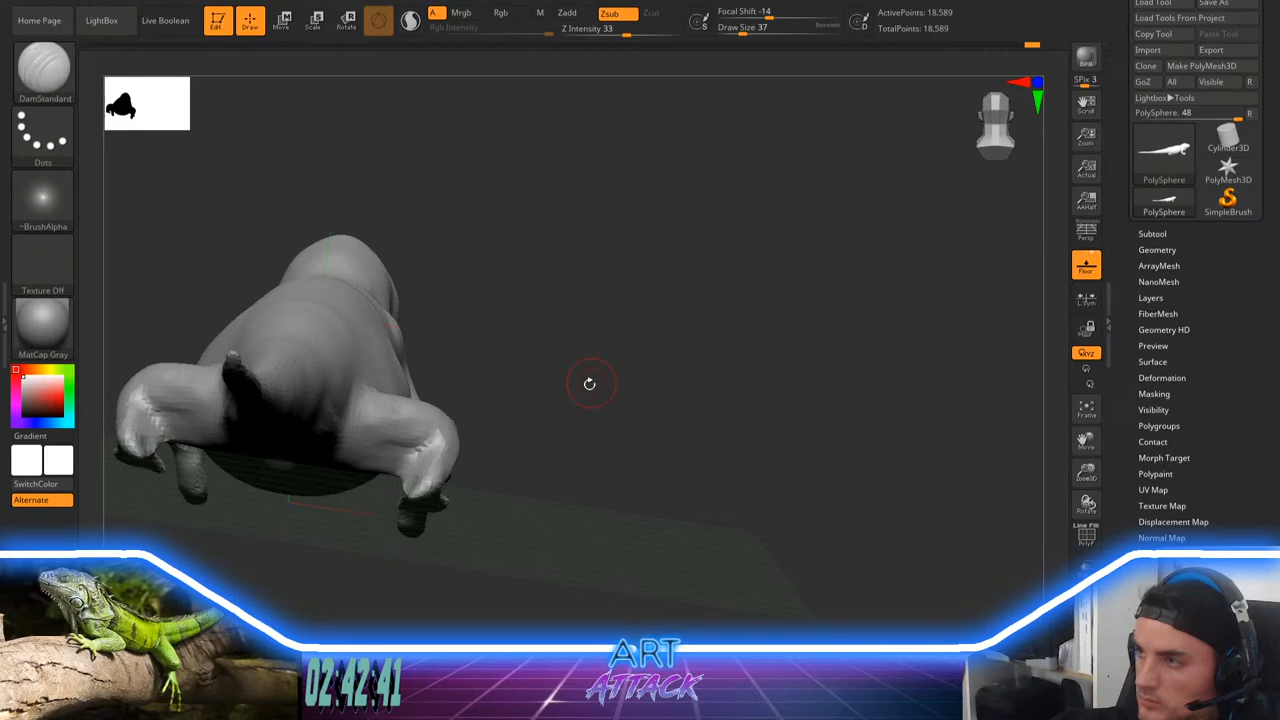 Home Page
LightBox
Live Boolean
Edit
Draw
Move
Scale
Rotate
A
Mrgb
Rgb
M
Rgb Intensity
Zadd
Zsub
Zcut
Z Intensity 33
S
Focal Shift -14
Draw Size 37
Dynamic
D
ActivePoints: 18,589
TotalPoints: 18,589
DamStandard
Dots
~BrushAlpha
Texture Off
MatCap Gray
Gradient
SwitchColor
Alternate
BPR
SPix 3
Scroll
Zoom
Actual
AAHalf
Dynamic
Persp
Floor
L.Sym
XYZ
Frame
Move
Zoom3D
Rotate
Line Fill
PolyF
Load Tool
Save As
Load Tools From Project
Copy Tool
Paste Tool
Import
Export
Clone
Make PolyMesh3D
GoZ
All
Visible
R
Lightbox▶Tools
PolySphere. 48
R
PolySphere
Cylinder3D
PolyMesh3D
PolySphere
SimpleBrush
Subtool
Geometry
ArrayMesh
NanoMesh
Layers
FiberMesh
Geometry HD
Preview
Surface
Deformation
Masking
Visibility
Polygroups
Contact
Morph Target
Polypaint
UV Map
Texture Map
Displacement Map
Normal Map
02:42:41
ART
ATTACK